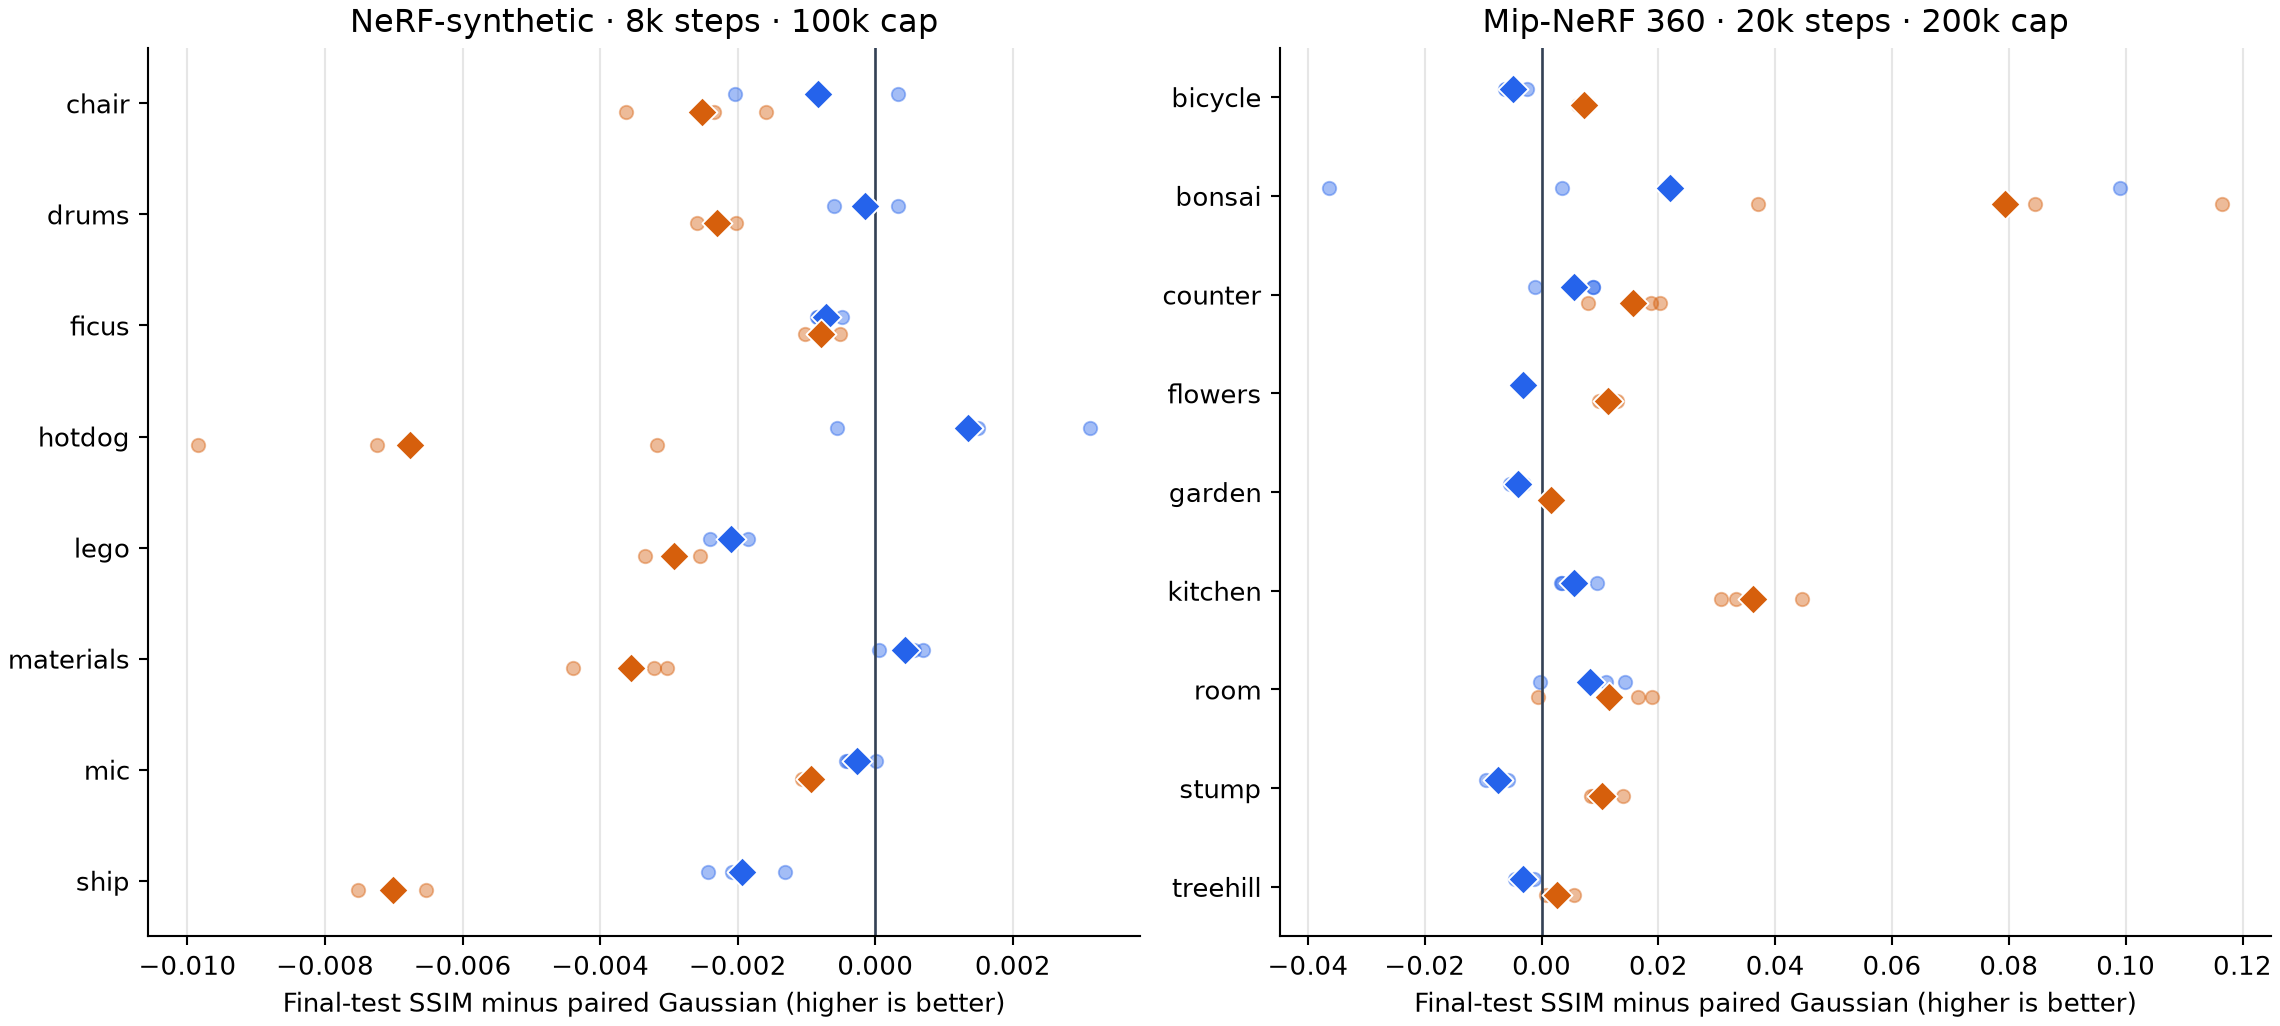 NeRF-synthetic · 8k steps · 100k cap
chair
drums
ficus
hotdog
lego
materials
mic
ship
−0.010 −0.008 −0.006 −0.004 −0.002 0.000 0.002
Final-test SSIM minus paired Gaussian (higher is better)
Mip-NeRF 360 · 20k steps · 200k cap
bicycle
bonsai
counter
flowers
garden
kitchen
room
stump
treehill
−0.04 −0.02 0.00 0.02 0.04 0.06 0.08 0.10 0.12
Final-test SSIM minus paired Gaussian (higher is better)